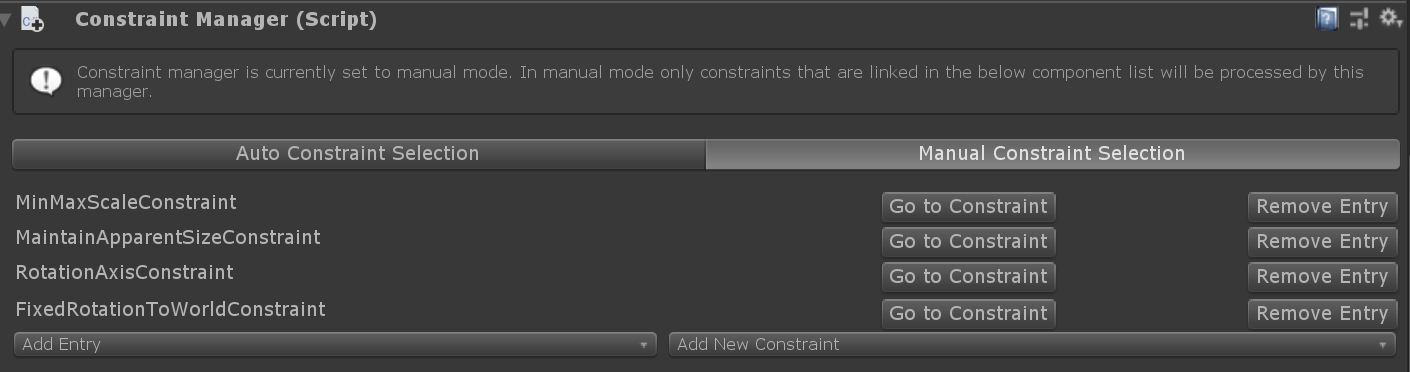 Constraint Manager (Script)
Constraint manager is currently set to manual mode. In manual mode only constraints that are linked in the below component list will be processed by this
manager.
Auto Constraint Selection Manual Constraint Selection
MinMaxScaleConstraint Go to Constraint Remove Entry
MaintainApparentSizeConstraint Go to Constraint Remove Entry
RotationAxisConstraint Go to Constraint Remove Entry
FixedRotationToWorldConstraint Go to Constraint Remove Entry
Add Entry Add New Constraint